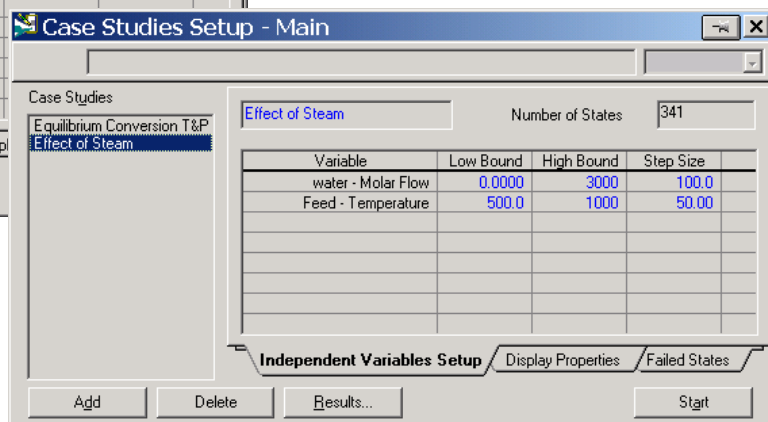 Case Studies Setup - Main
Case Studies
Equilibrium Conversion T&P
Effect of Steam
Effect of Steam Number of States 341
Variable Low Bound High Bound Step Size
water - Molar Flow 0.0000 3000 100.0
Feed - Temperature 500.0 1000 50.00
Independent Variables Setup Display Properties Failed States
Add Delete Results... Start